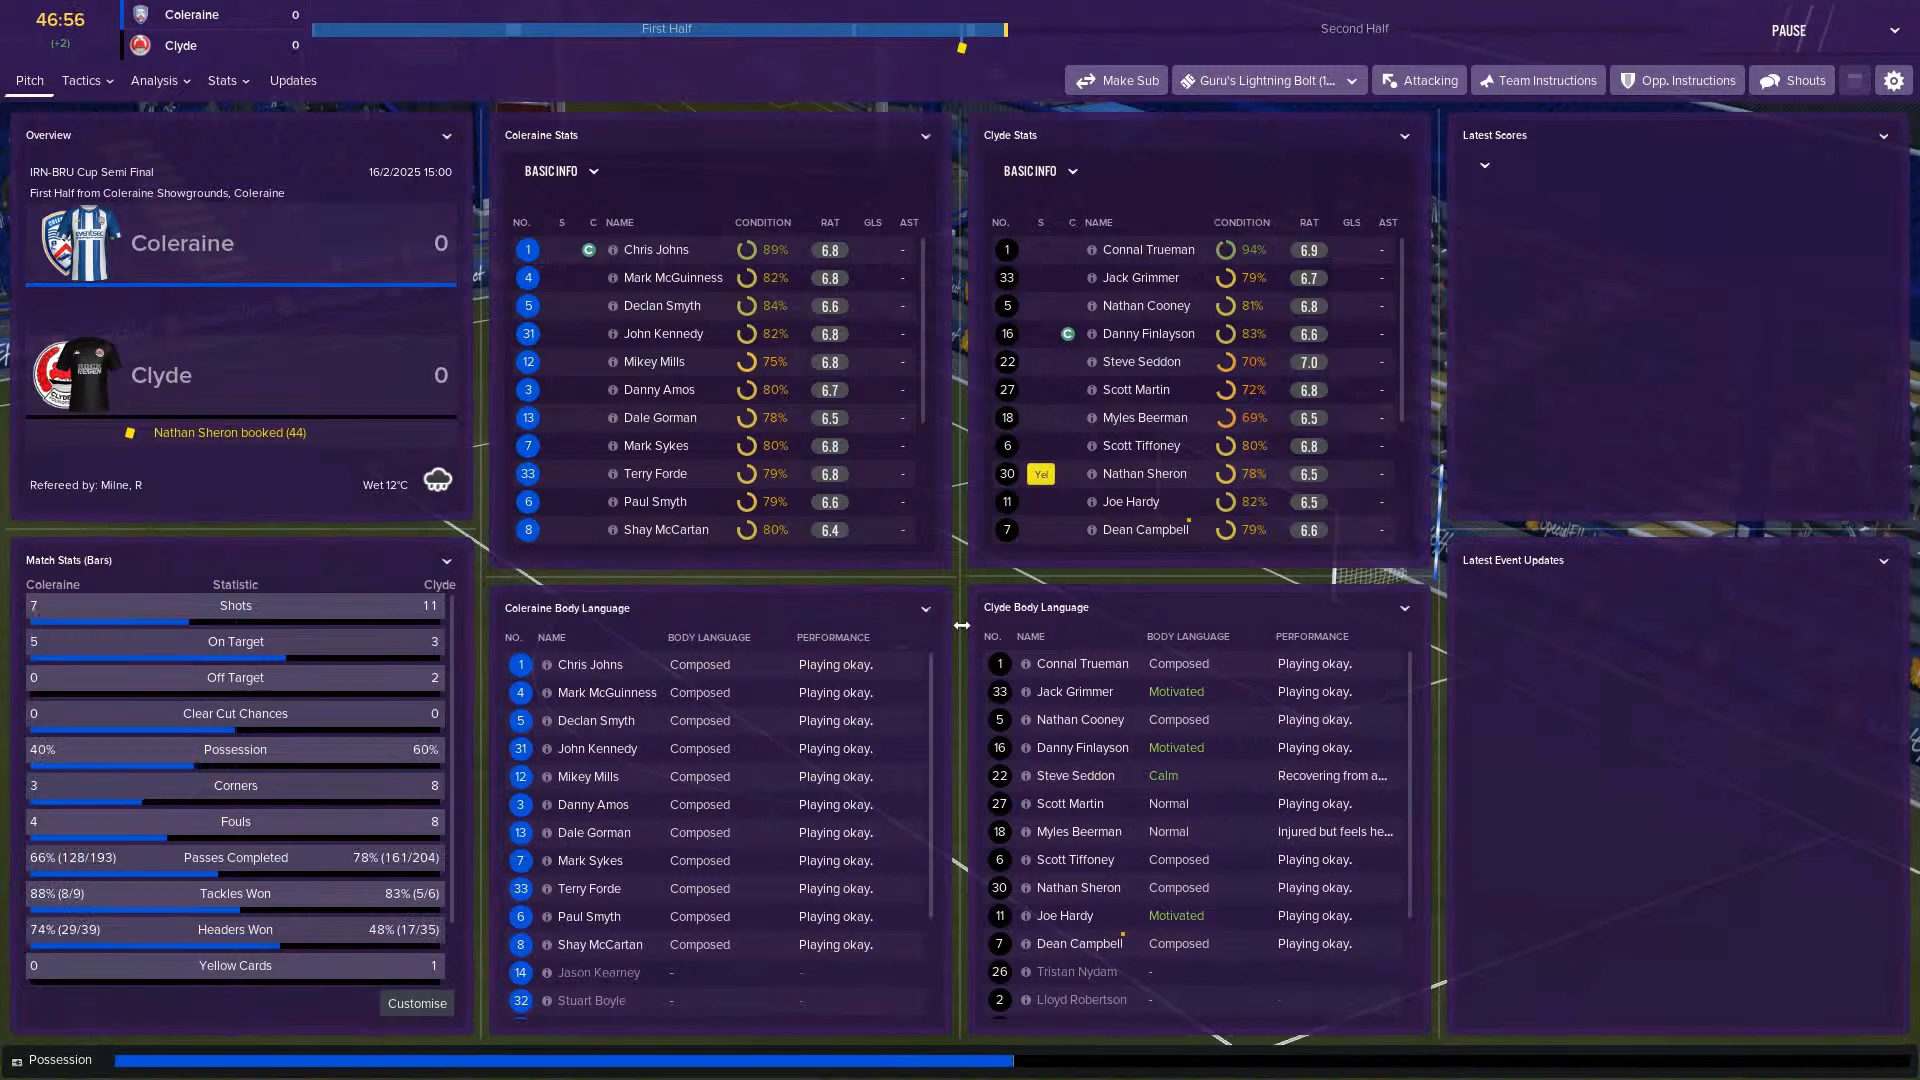 46:56
(+2)
Coleraine 0
Clyde 0
First Half
Second Half
PAUSE
Pitch Tactics Analysis Stats Updates
Make Sub Guru's Lightning Bolt (1... Attacking Team Instructions Opp. Instructions Shouts
Overview
IRN-BRU Cup Semi Final 16/2/2025 15:00
First Half from Coleraine Showgrounds, Coleraine
Coleraine 0
Clyde 0
Nathan Sheron booked (44)
Refereed by: Milne, R Wet 12°C
Match Stats (Bars)
Coleraine Statistic Clyde
7 Shots 11
5 On Target 3
0 Off Target 2
0 Clear Cut Chances 0
40% Possession 60%
3 Corners 8
4 Fouls 8
66% (128/193) Passes Completed 78% (161/204)
88% (8/9) Tackles Won 83% (5/6)
74% (29/39) Headers Won 48% (17/35)
0 Yellow Cards 1
Customise
Coleraine Stats
BASIC INFO
NO. S C NAME CONDITION RAT GLS AST
1 C Chris Johns 89% 6.8 -
4 Mark McGuinness 82% 6.8 -
5 Declan Smyth 84% 6.6 -
31 John Kennedy 82% 6.8 -
12 Mikey Mills 75% 6.8 -
3 Danny Amos 80% 6.7 -
13 Dale Gorman 78% 6.5 -
7 Mark Sykes 80% 6.8 -
33 Terry Forde 79% 6.8 -
6 Paul Smyth 79% 6.6 -
8 Shay McCartan 80% 6.4 -
Coleraine Body Language
NO. NAME BODY LANGUAGE PERFORMANCE
1 Chris Johns Composed Playing okay.
4 Mark McGuinness Composed Playing okay.
5 Declan Smyth Composed Playing okay.
31 John Kennedy Composed Playing okay.
12 Mikey Mills Composed Playing okay.
3 Danny Amos Composed Playing okay.
13 Dale Gorman Composed Playing okay.
7 Mark Sykes Composed Playing okay.
33 Terry Forde Composed Playing okay.
6 Paul Smyth Composed Playing okay.
8 Shay McCartan Composed Playing okay.
14 Jason Kearney - -
32 Stuart Boyle - -
Clyde Stats
BASIC INFO
NO. S C NAME CONDITION RAT GLS AST
1 Connal Trueman 94% 6.9 -
33 Jack Grimmer 79% 6.7 -
5 Nathan Cooney 81% 6.8 -
16 C Danny Finlayson 83% 6.6 -
22 Steve Seddon 70% 7.0 -
27 Scott Martin 72% 6.8 -
18 Myles Beerman 69% 6.5 -
6 Scott Tiffoney 80% 6.8 -
30 Yel Nathan Sheron 78% 6.5 -
11 Joe Hardy 82% 6.5 -
7 Dean Campbell 79% 6.6 -
Clyde Body Language
NO. NAME BODY LANGUAGE PERFORMANCE
1 Connal Trueman Composed Playing okay.
33 Jack Grimmer Motivated Playing okay.
5 Nathan Cooney Composed Playing okay.
16 Danny Finlayson Motivated Playing okay.
22 Steve Seddon Calm Recovering from a...
27 Scott Martin Normal Playing okay.
18 Myles Beerman Normal Injured but feels he...
6 Scott Tiffoney Composed Playing okay.
30 Nathan Sheron Composed Playing okay.
11 Joe Hardy Motivated Playing okay.
7 Dean Campbell Composed Playing okay.
26 Tristan Nydam -
2 Lloyd Robertson - -
Latest Scores
Latest Event Updates
Possession